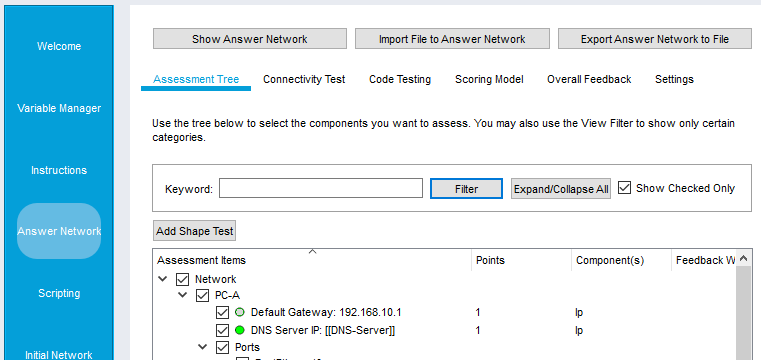 Show Answer Network
Import File to Answer Network
Export Answer Network to File
Welcome
Assessment Tree
Connectivity Test
Code Testing
Scoring Model
Overall Feedback
Settings
Variable Manager
Use the tree below to select the components you want to assess. You may also use the View Filter to show only certain
categories.
Instructions
Keyword:
Filter
Expand/Collapse All
Show Checked Only
Answer Network
Add Shape Test
Assessment Items
Points
Component(s)
Feedback W
Network
Scripting
PC-A
Default Gateway: 192.168.10.1
1
Ip
DNS Server IP: [[DNS-Server]]
1
Ip
Ports
Initial Network